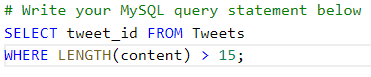 # Write your MySQL query statement below
SELECT tweet_id FROM Tweets
WHERE LENGTH(content) > 15;